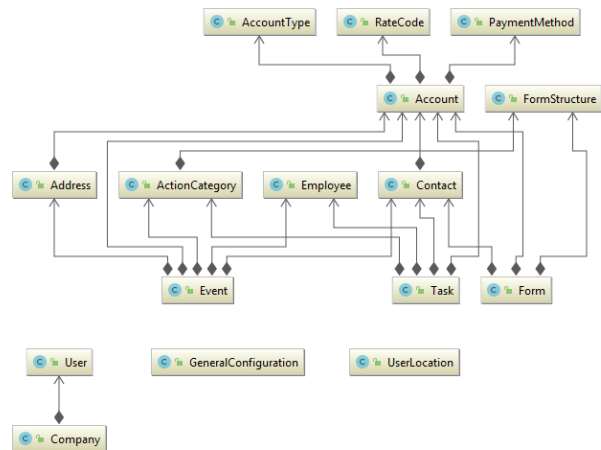 AccountType
RateCode
PaymentMethod
Account
FormStructure
Address
ActionCategory
Employee
Contact
Event
Task
Form
User
GeneralConfiguration
UserLocation
Company